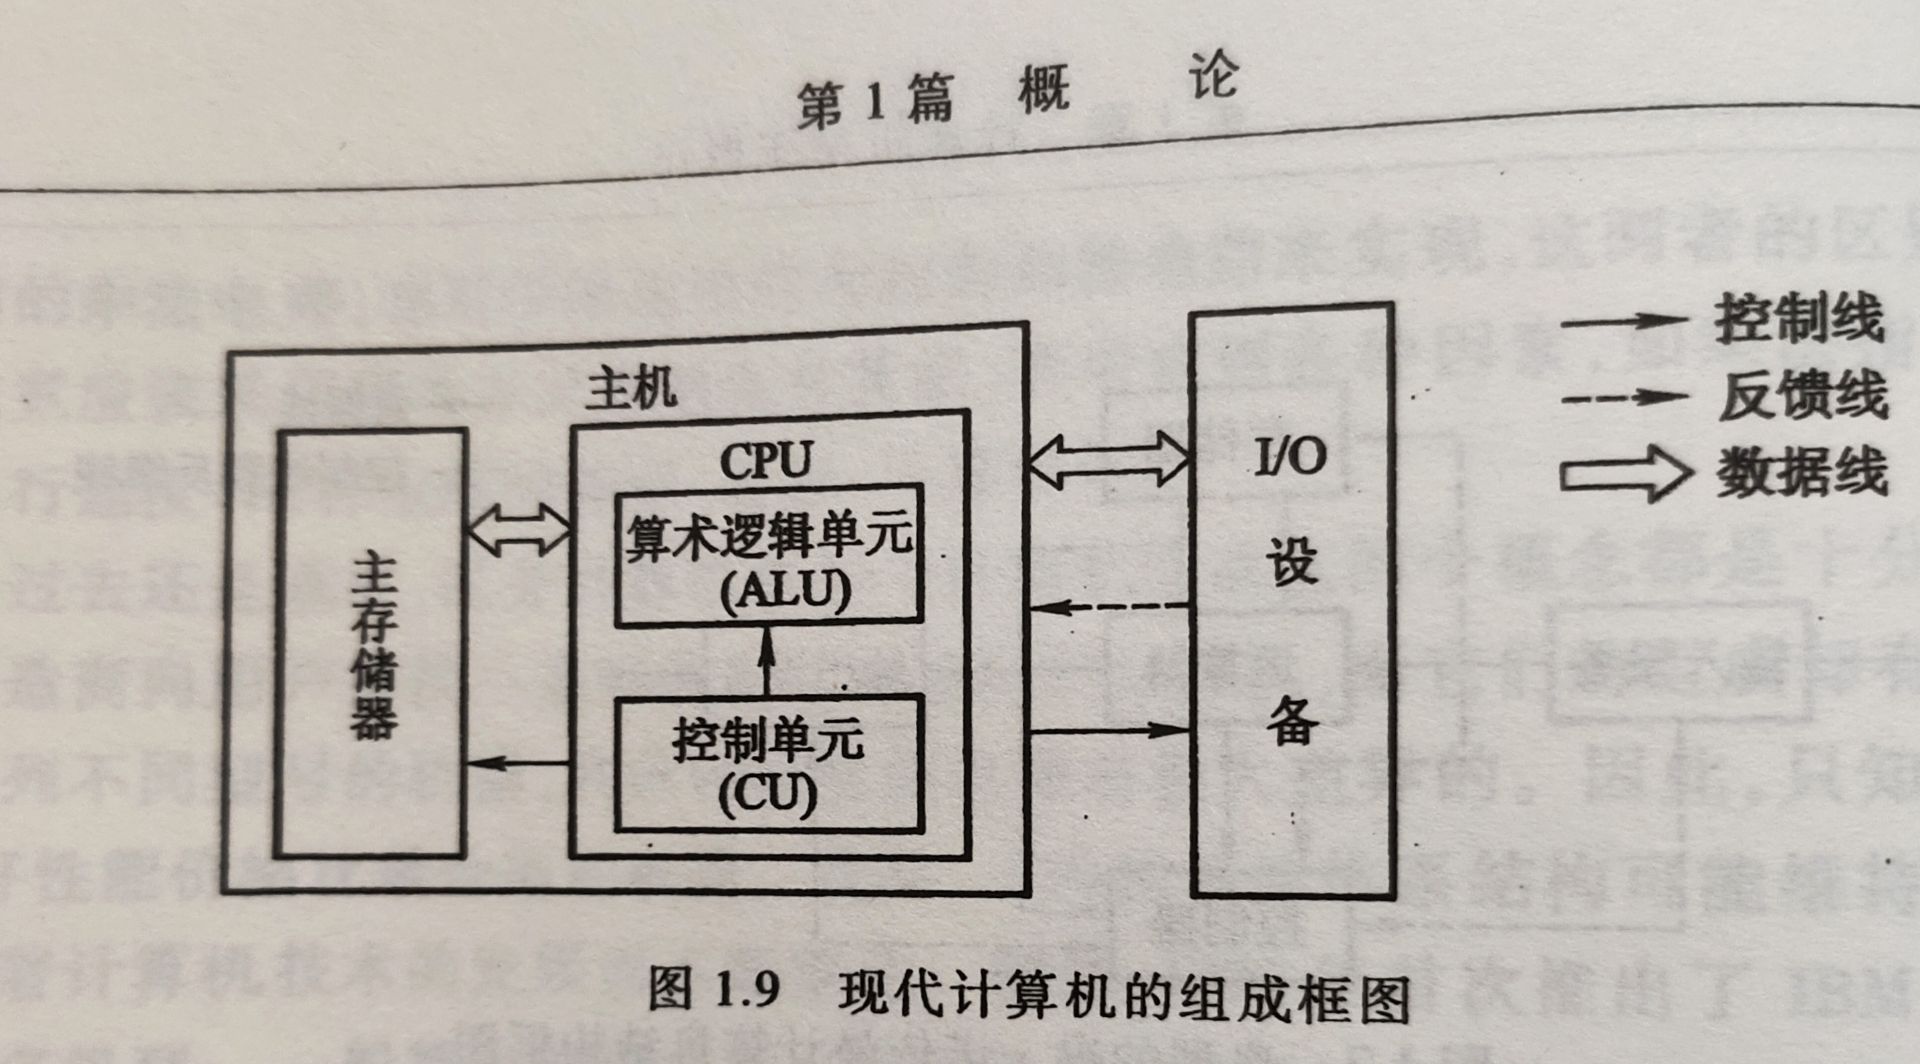 第1篇 概 论
主机
CPU
算术逻辑单元
(ALU)
控制单元
(CU)
主存储器
I/O
设
备
控制线
反馈线
数据线
图 1.9 现代计算机的组成框图